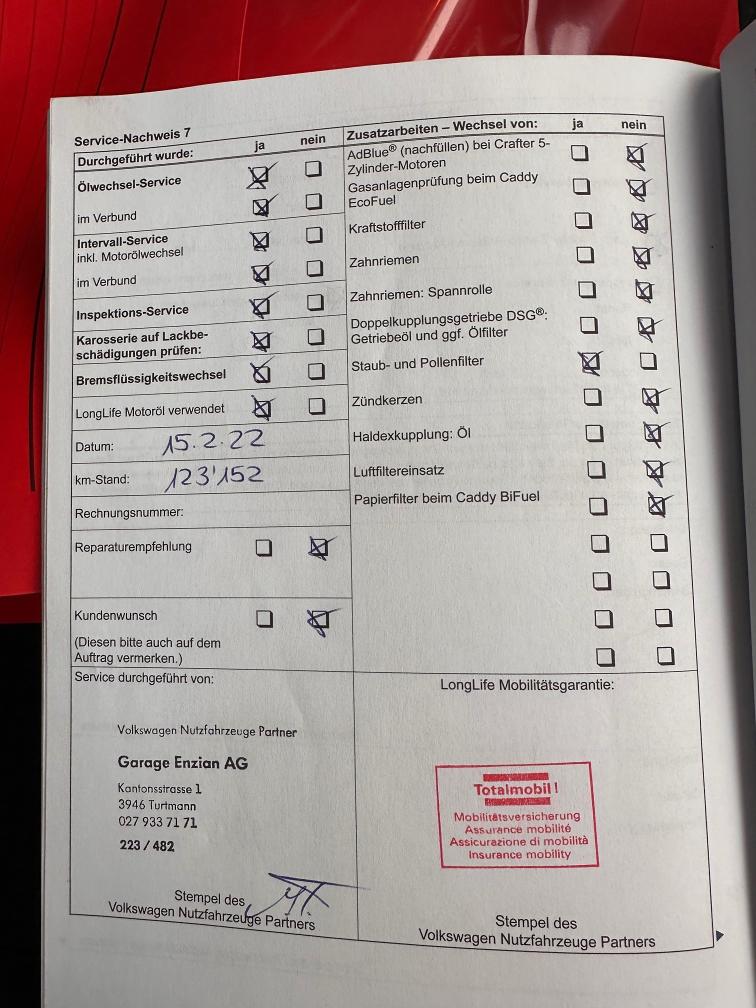 Service-Nachweis 7
Durchgeführt wurde: ja nein
Ölwechsel-Service
im Verbund
Intervall-Service
inkl. Motorölwechsel
im Verbund
Inspektions-Service
Karosserie auf Lackbe-
schädigungen prüfen:
Bremsflüssigkeitswechsel
LongLife Motoröl verwendet
Datum: 15.2.22
km-Stand: 123'152
Rechnungsnummer:
Reparaturempfehlung
Kundenwunsch
(Diesen bitte auch auf dem
Auftrag vermerken.)
Zusatzarbeiten – Wechsel von: ja nein
AdBlue® (nachfüllen) bei Crafter 5-
Zylinder-Motoren
Gasanlagenprüfung beim Caddy
EcoFuel
Kraftstofffilter
Zahnriemen
Zahnriemen: Spannrolle
Doppelkupplungsgetriebe DSG®:
Getriebeöl und ggf. Ölfilter
Staub- und Pollenfilter
Zündkerzen
Haldexkupplung: Öl
Luftfiltereinsatz
Papierfilter beim Caddy BiFuel
Service durchgeführt von:
Volkswagen Nutzfahrzeuge Partner
Garage Enzian AG
Kantonsstrasse 1
3946 Turtmann
027 933 71 71
223 / 482
Stempel des
Volkswagen Nutzfahrzeuge Partners
LongLife Mobilitätsgarantie:
Totalmobil!
Mobilitätsversicherung
Assurance mobilité
Assicurazione di mobilità
Insurance mobility
Stempel des
Volkswagen Nutzfahrzeuge Partners